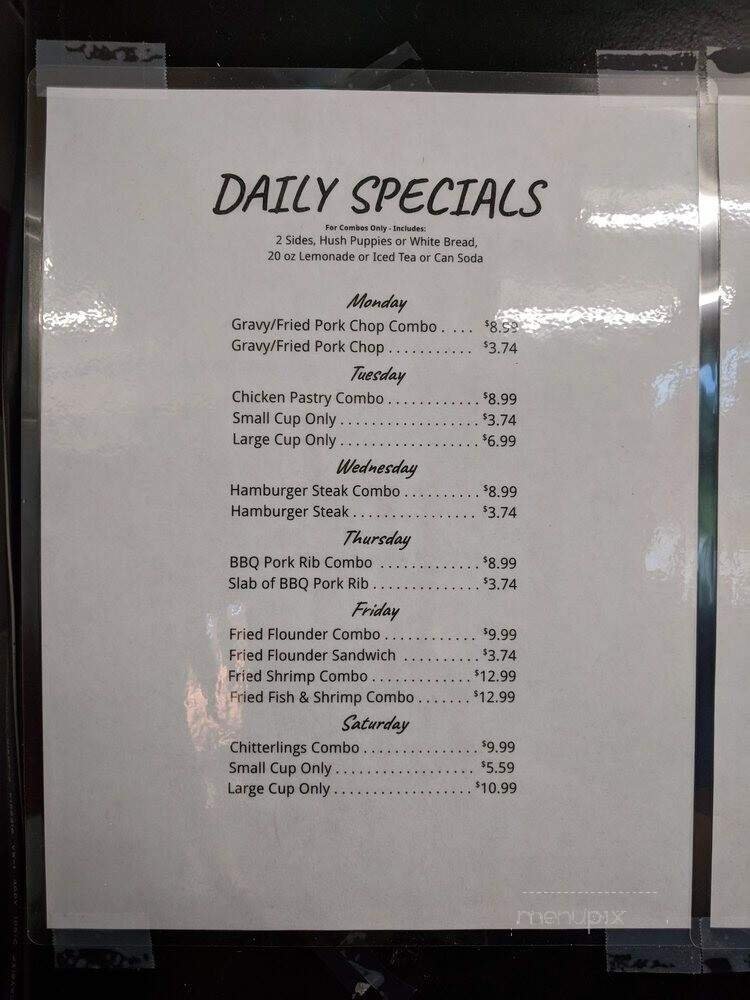 DAILY SPECIALS
For Combos Only - Includes:
2 Sides, Hush Puppies or White Bread,
20 oz Lemonade or Iced Tea or Can Soda
Monday
Gravy/Fried Pork Chop Combo . . . . $8.99
Gravy/Fried Pork Chop . . . . . . . . . . . $3.74
Tuesday
Chicken Pastry Combo . . . . . . . . . . . . $8.99
Small Cup Only . . . . . . . . . . . . . . . . . . $3.74
Large Cup Only . . . . . . . . . . . . . . . . . . $6.99
Wednesday
Hamburger Steak Combo . . . . . . . . . . $8.99
Hamburger Steak . . . . . . . . . . . . . . . . $3.74
Thursday
BBQ Pork Rib Combo . . . . . . . . . . . . . $8.99
Slab of BBQ Pork Rib . . . . . . . . . . . . . . $3.74
Friday
Fried Flounder Combo . . . . . . . . . . . . $9.99
Fried Flounder Sandwich . . . . . . . . . . $3.74
Fried Shrimp Combo . . . . . . . . . . . . . $12.99
Fried Fish & Shrimp Combo . . . . . . . $12.99
Saturday
Chitterlings Combo . . . . . . . . . . . . . . . $9.99
Small Cup Only . . . . . . . . . . . . . . . . . . $5.59
Large Cup Only . . . . . . . . . . . . . . . . . . $10.99
menupix